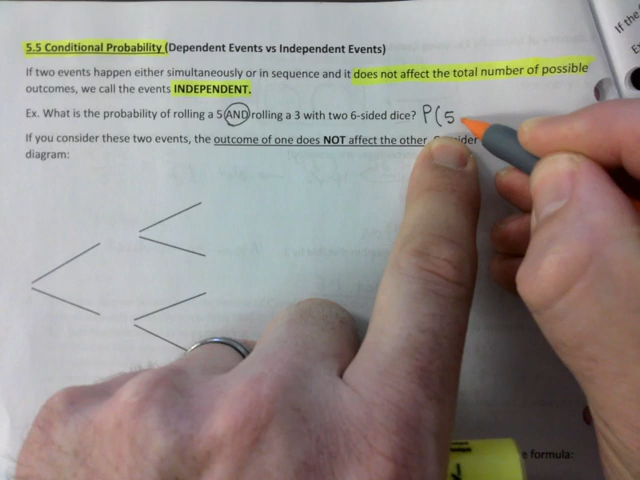 5.5 Conditional Probability (Dependent Events vs Independent Events)
If two events happen either simultaneously or in sequence and it does not affect the total number of possible
outcomes, we call the events INDEPENDENT.
Ex. What is the probability of rolling a 5 AND rolling a 3 with two 6-sided dice? P(5
If you consider these two events, the outcome of one does NOT affect the other.
diagram:
e formula:
If the